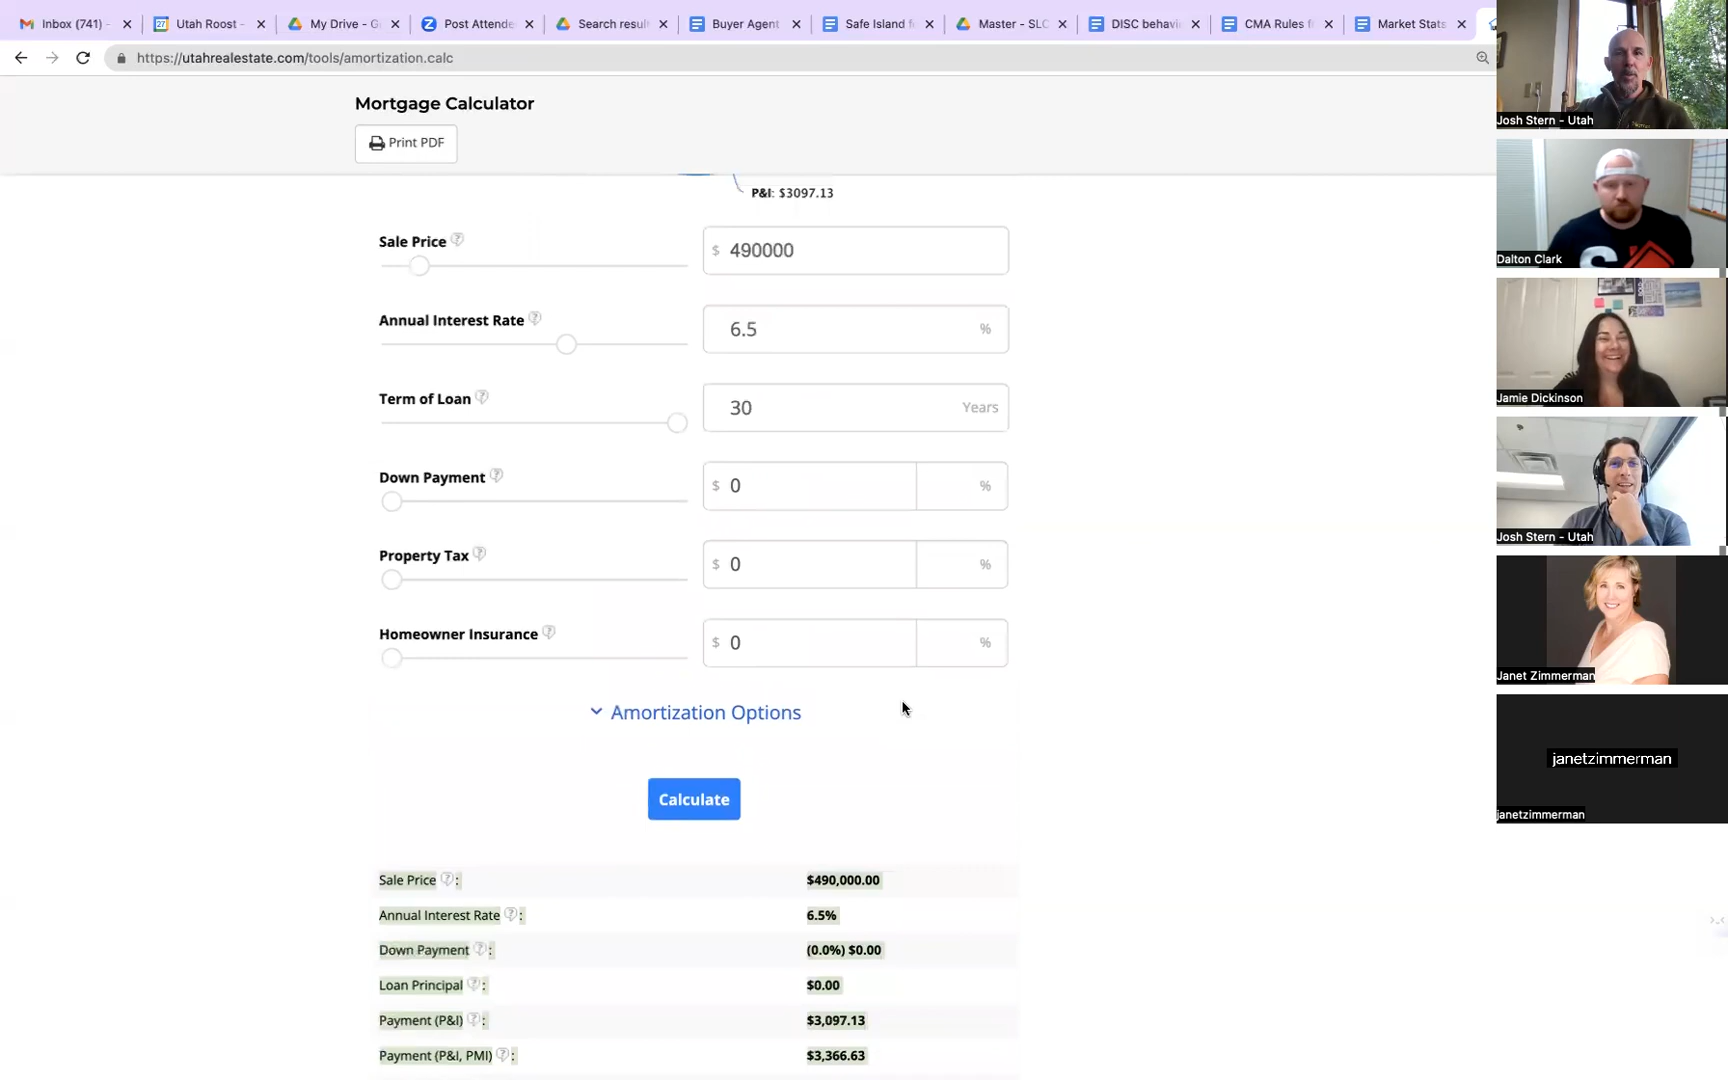 Inbox (741) -
27
Utah Roost -
My Drive - G
Post Attende
Search resul
Buyer Agent
Safe Island f
Master - SLC
DISC behavi
CMA Rules f
Market Stats
https://utahrealestate.com/tools/amortization.calc
Mortgage Calculator
Print PDF
P&I: $3097.13
Sale Price
$ 490000
Annual Interest Rate
6.5 %
Term of Loan
30 Years
Down Payment
$ 0 %
Property Tax
$ 0 %
Homeowner Insurance
$ 0 %
Amortization Options
Calculate
Sale Price : $490,000.00
Annual Interest Rate : 6.5%
Down Payment : (0.0%) $0.00
Loan Principal : $0.00
Payment (P&I) : $3,097.13
Payment (P&I, PMI) : $3,366.63
Josh Stern - Utah
Dalton Clark
Jamie Dickinson
Josh Stern - Utah
Janet Zimmerman
janetzimmerman
janetzimmerman